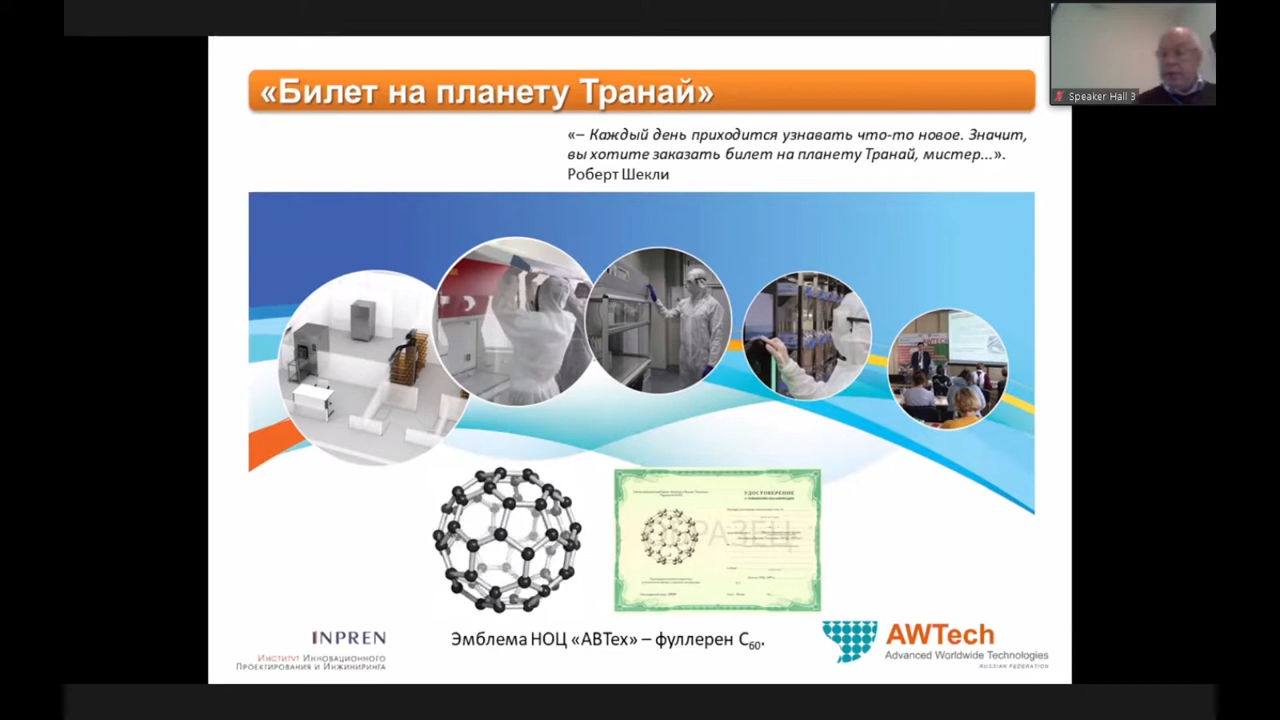 «Билет на планету Транай»
Speaker Hall 3
«– Каждый день приходится узнавать что-то новое. Значит,
вы хотите заказать билет на планету Транай, мистер...».
Роберт Шекли
УДОСТОВЕРЕНИЕ
ОБРАЗЕЦ
Эмблема НОЦ «АВТех» – фуллерен C60.
INPREN
Институт Инновационного
Проектирования и Инжиниринга
AWTech
Advanced Worldwide Technologies
RUSSIAN FEDERATION